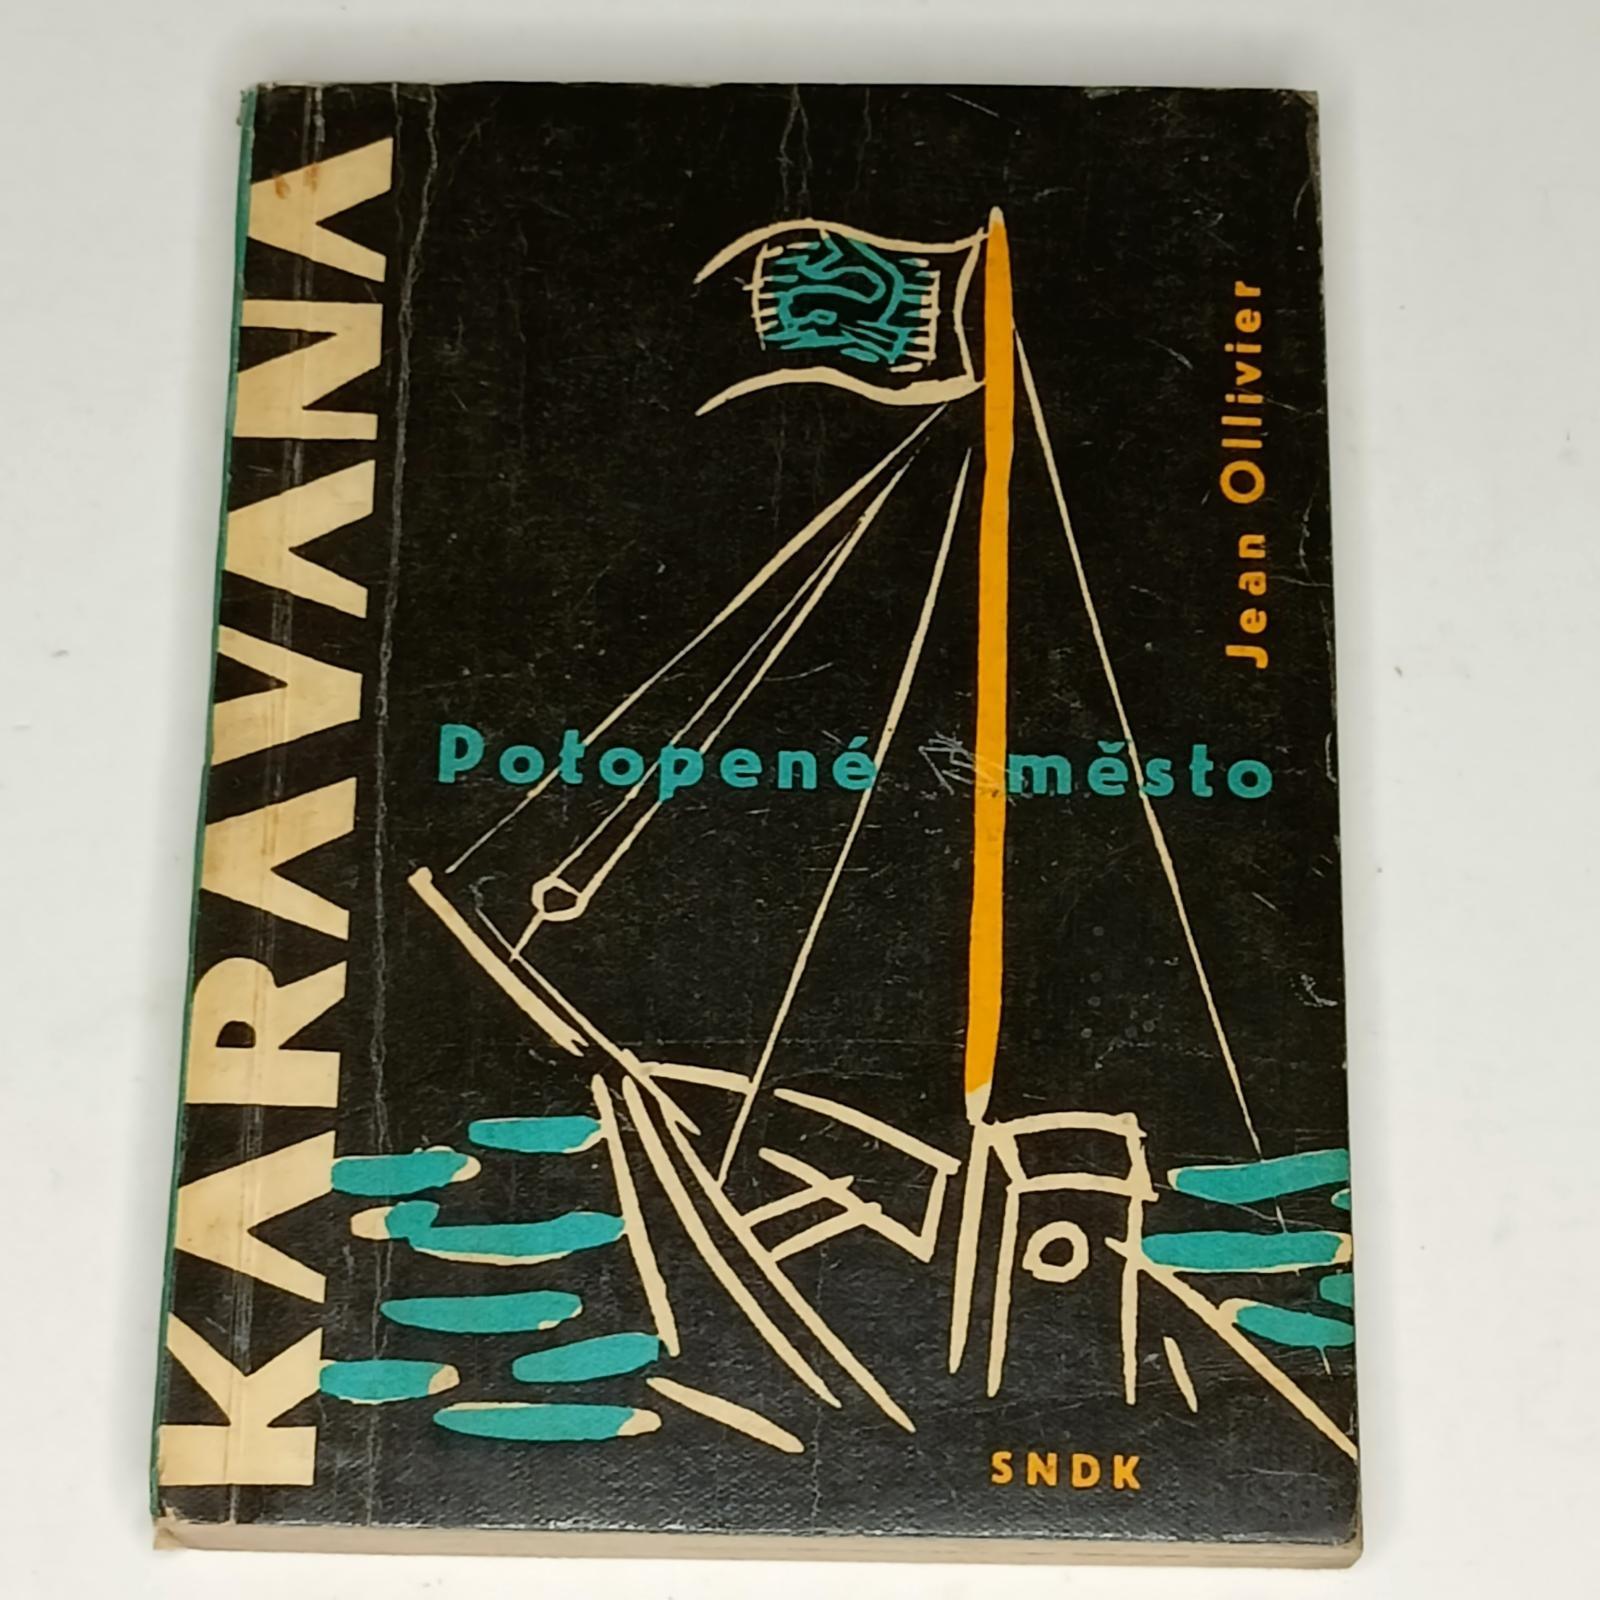 KARAVANA
Jean Ollivier
Potopené město
SNDK